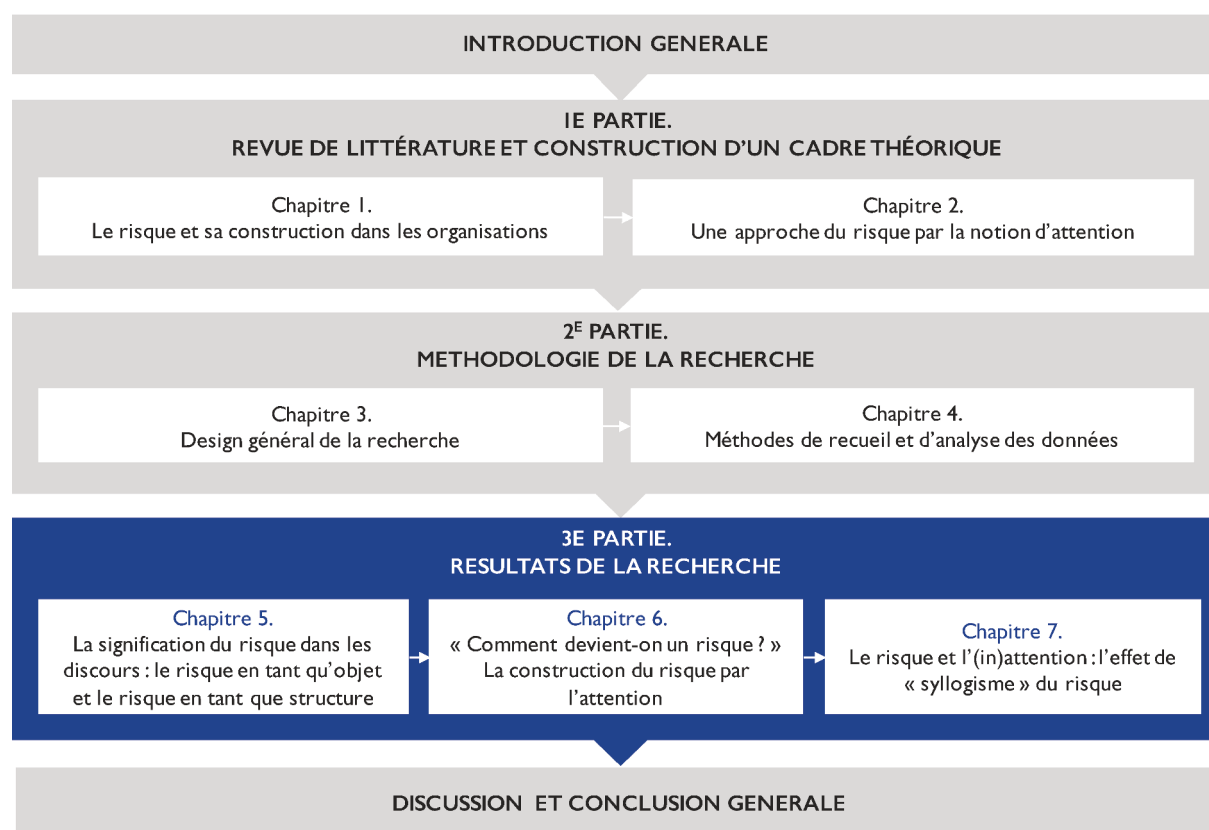 INTRODUCTION GENERALE
1E PARTIE.
REVUE DE LITTÉRATURE ET CONSTRUCTION D'UN CADRE THÉORIQUE
Chapitre 1.
Le risque et sa construction dans les organisations
Chapitre 2.
Une approche du risque par la notion d'attention
2E PARTIE.
METHODOLOGIE DE LA RECHERCHE
Chapitre 3.
Design général de la recherche
Chapitre 4.
Méthodes de recueil et d'analyse des données
3E PARTIE.
RESULTATS DE LA RECHERCHE
Chapitre 5.
La signification du risque dans les
discours : le risque en tant qu'objet
et le risque en tant que structure
Chapitre 6.
« Comment devient-on un risque ? »
La construction du risque par
l'attention
Chapitre 7.
Le risque et l'(in)attention : l'effet de
« syllogisme » du risque
DISCUSSION ET CONCLUSION GENERALE